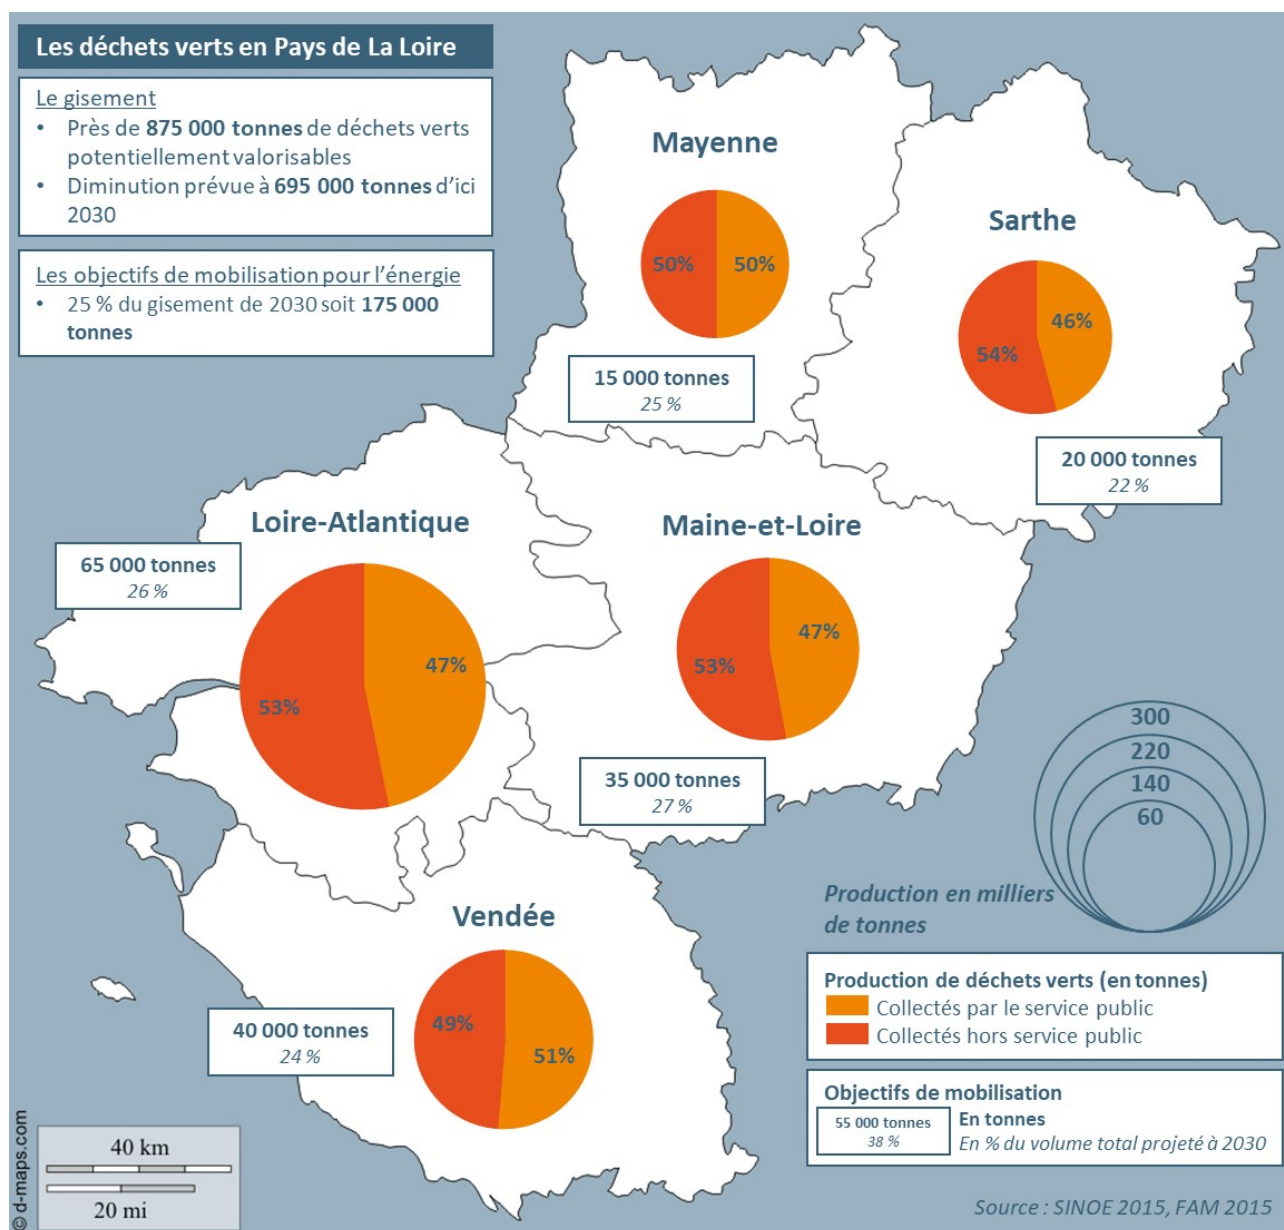 Les déchets verts en Pays de La Loire
Le gisement
• Près de 875 000 tonnes de déchets verts
potentiellement valorisables
• Diminution prévue à 695 000 tonnes d’ici
2030
Les objectifs de mobilisation pour l’énergie
• 25 % du gisement de 2030 soit 175 000
tonnes
Mayenne
50%
50%
15 000 tonnes
25 %
Sarthe
46%
54%
20 000 tonnes
22 %
Loire-Atlantique
65 000 tonnes
26 %
47%
53%
Maine-et-Loire
47%
53%
35 000 tonnes
27 %
Vendée
49%
51%
40 000 tonnes
24 %
300
220
140
60
Production en milliers
de tonnes
Production de déchets verts (en tonnes)
Collectés par le service public
Collectés hors service public
Objectifs de mobilisation
55 000 tonnes
38 %
En tonnes
En % du volume total projeté à 2030
40 km
20 mi
© d-maps.com
Source : SINOE 2015, FAM 2015